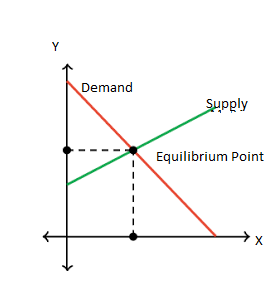 Y
Demand
Supply
Equilibrium Point
X